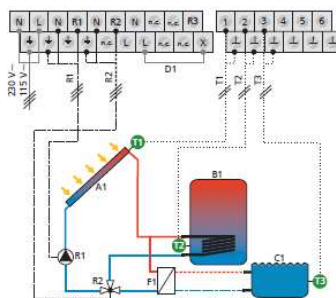 N L N R1 N R2 N n.c. n.c. R3 1 2 3 4 5 6
n.c. L L n.c. n.c. X
D1
230 V~
115 V~
R1
R2
T1
T2
T3
T1
A1
B1
T2
R1
R2
F1
C1
T3